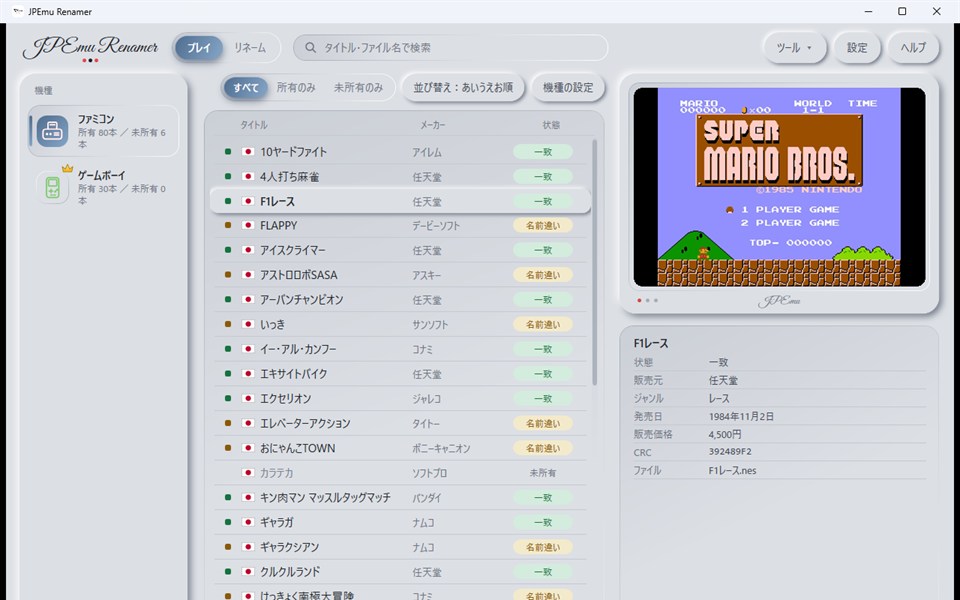 JPEmu Renamer
JPEmu Renamer
プレイ
リネーム
タイトル・ファイル名で検索
ツール
設定
ヘルプ
機種
ファミコン
所有 80本 ／ 未所有 6
本
ゲームボーイ
所有 30本 ／ 未所有 0
本
すべて
所有のみ
未所有のみ
並び替え：あいうえお順
機種の設定
タイトル メーカー 状態
10ヤードファイト アイレム 一致
4人打ち麻雀 任天堂 一致
F1レース 任天堂 一致
FLAPPY デービーソフト 名前違い
アイスクライマー 任天堂 一致
アストロロボSASA アスキー 名前違い
アーバンチャンピオン 任天堂 一致
いっき サンソフト 名前違い
イー・アル・カンフー コナミ 一致
エキサイトバイク 任天堂 一致
エクセリオン ジャレコ 一致
エレベーターアクション タイトー 名前違い
おにゃんこTOWN ポニーキャニオン 名前違い
カラテカ ソフトプロ 未所有
キン肉マン マッスルタッグマッチ バンダイ 一致
ギャラガ ナムコ 一致
ギャラクシアン ナムコ 名前違い
クルクルランド 任天堂 一致
けっきょく南極大冒険 コナミ 名前違い
MARIO WORLD TIME
000000 ×00 1-1
SUPER
MARIO BROS.
©1985 NINTENDO
1 PLAYER GAME
2 PLAYER GAME
TOP- 000000
JPEmu
F1レース
状態 一致
販売元 任天堂
ジャンル レース
発売日 1984年11月2日
販売価格 4,500円
CRC 392489F2
ファイル F1レース.nes